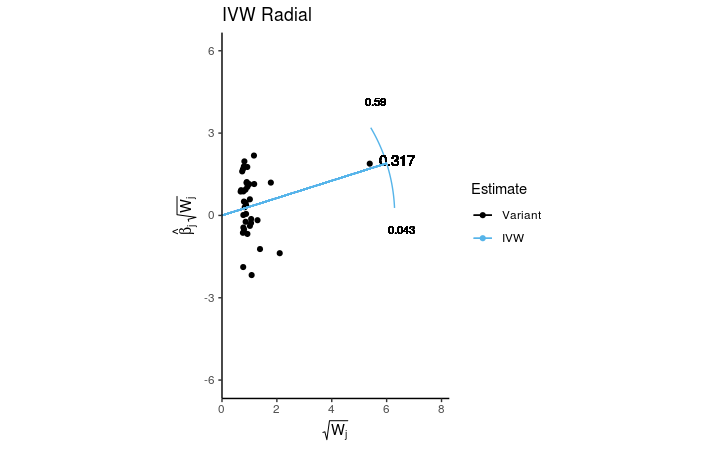 IVW Radial
6
3
0
-3
-6
β̂j√Wj
0.59
0.317
0.043
0 2 4 6 8
√Wj
Estimate
Variant
IVW